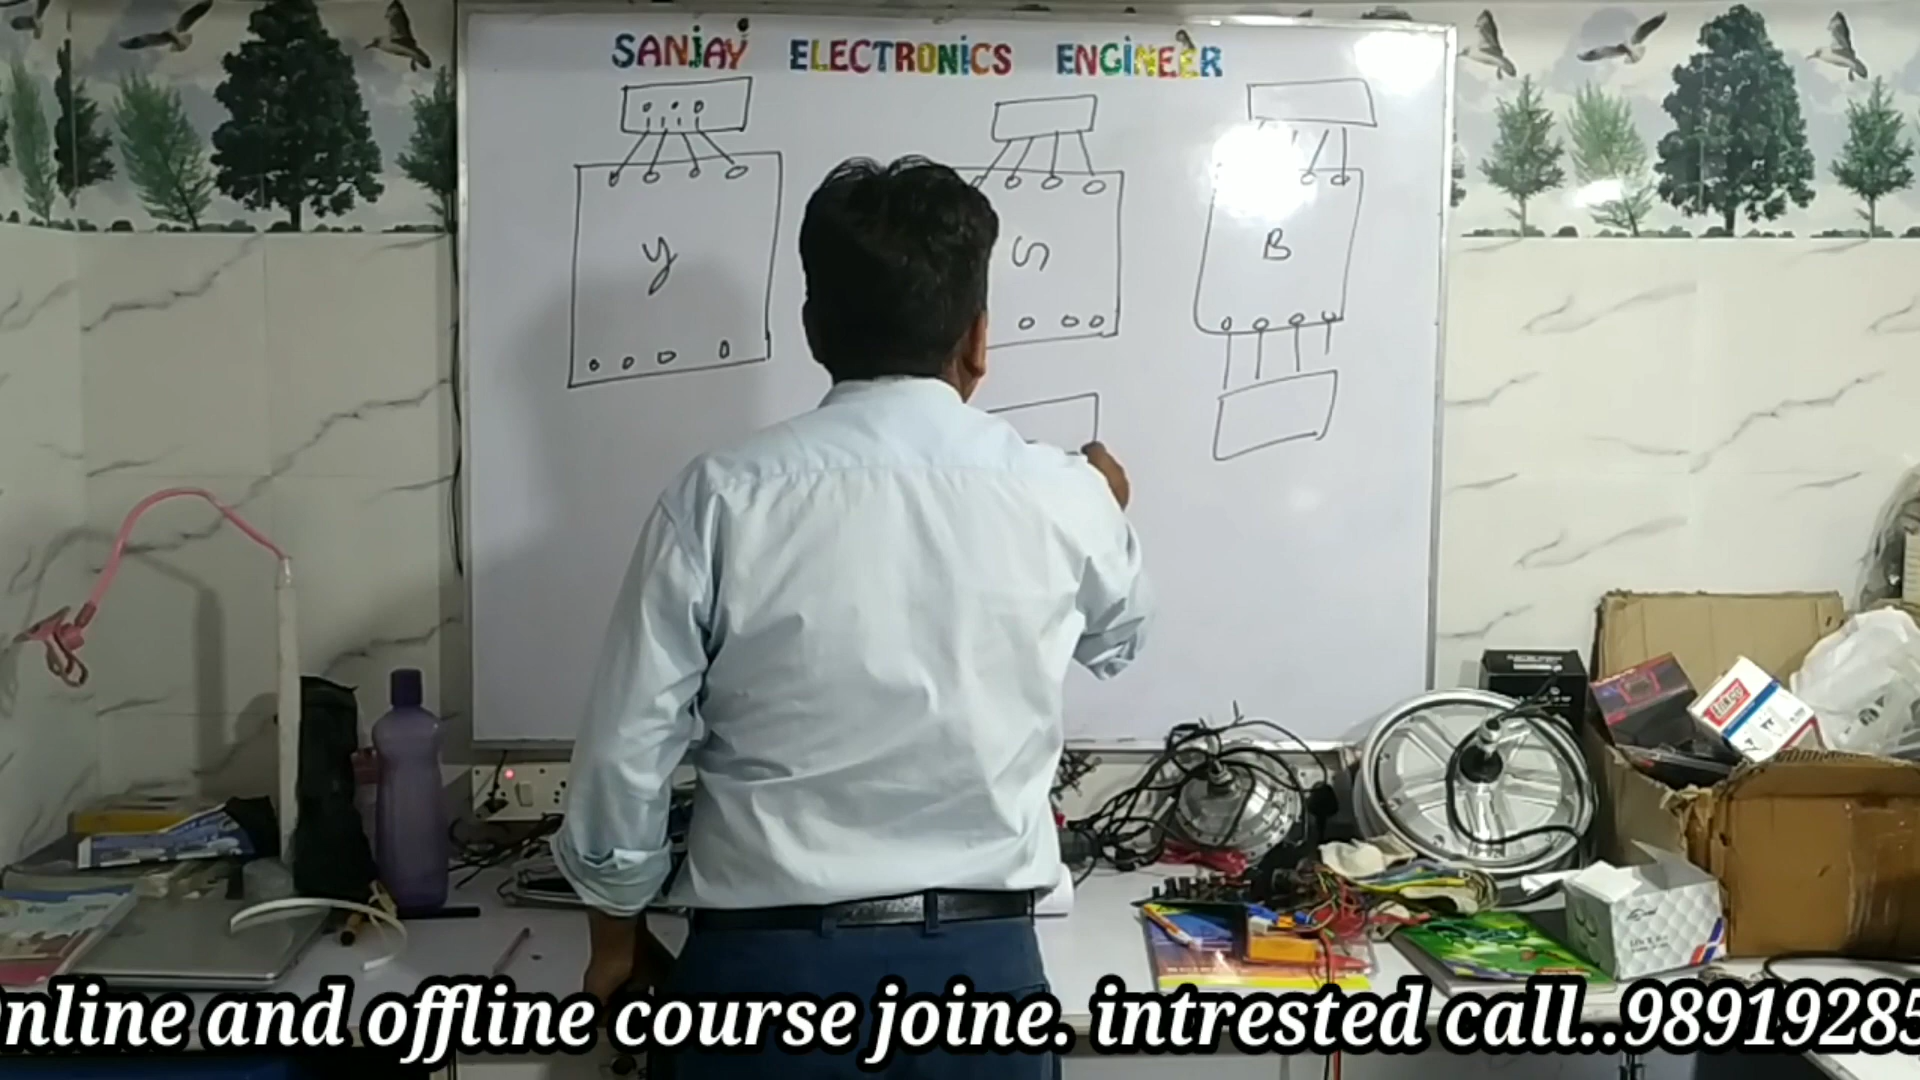 SANJAY ELECTRONICS ENGINEER
y
G
B
nline and offline course joine. intrested call..98919285